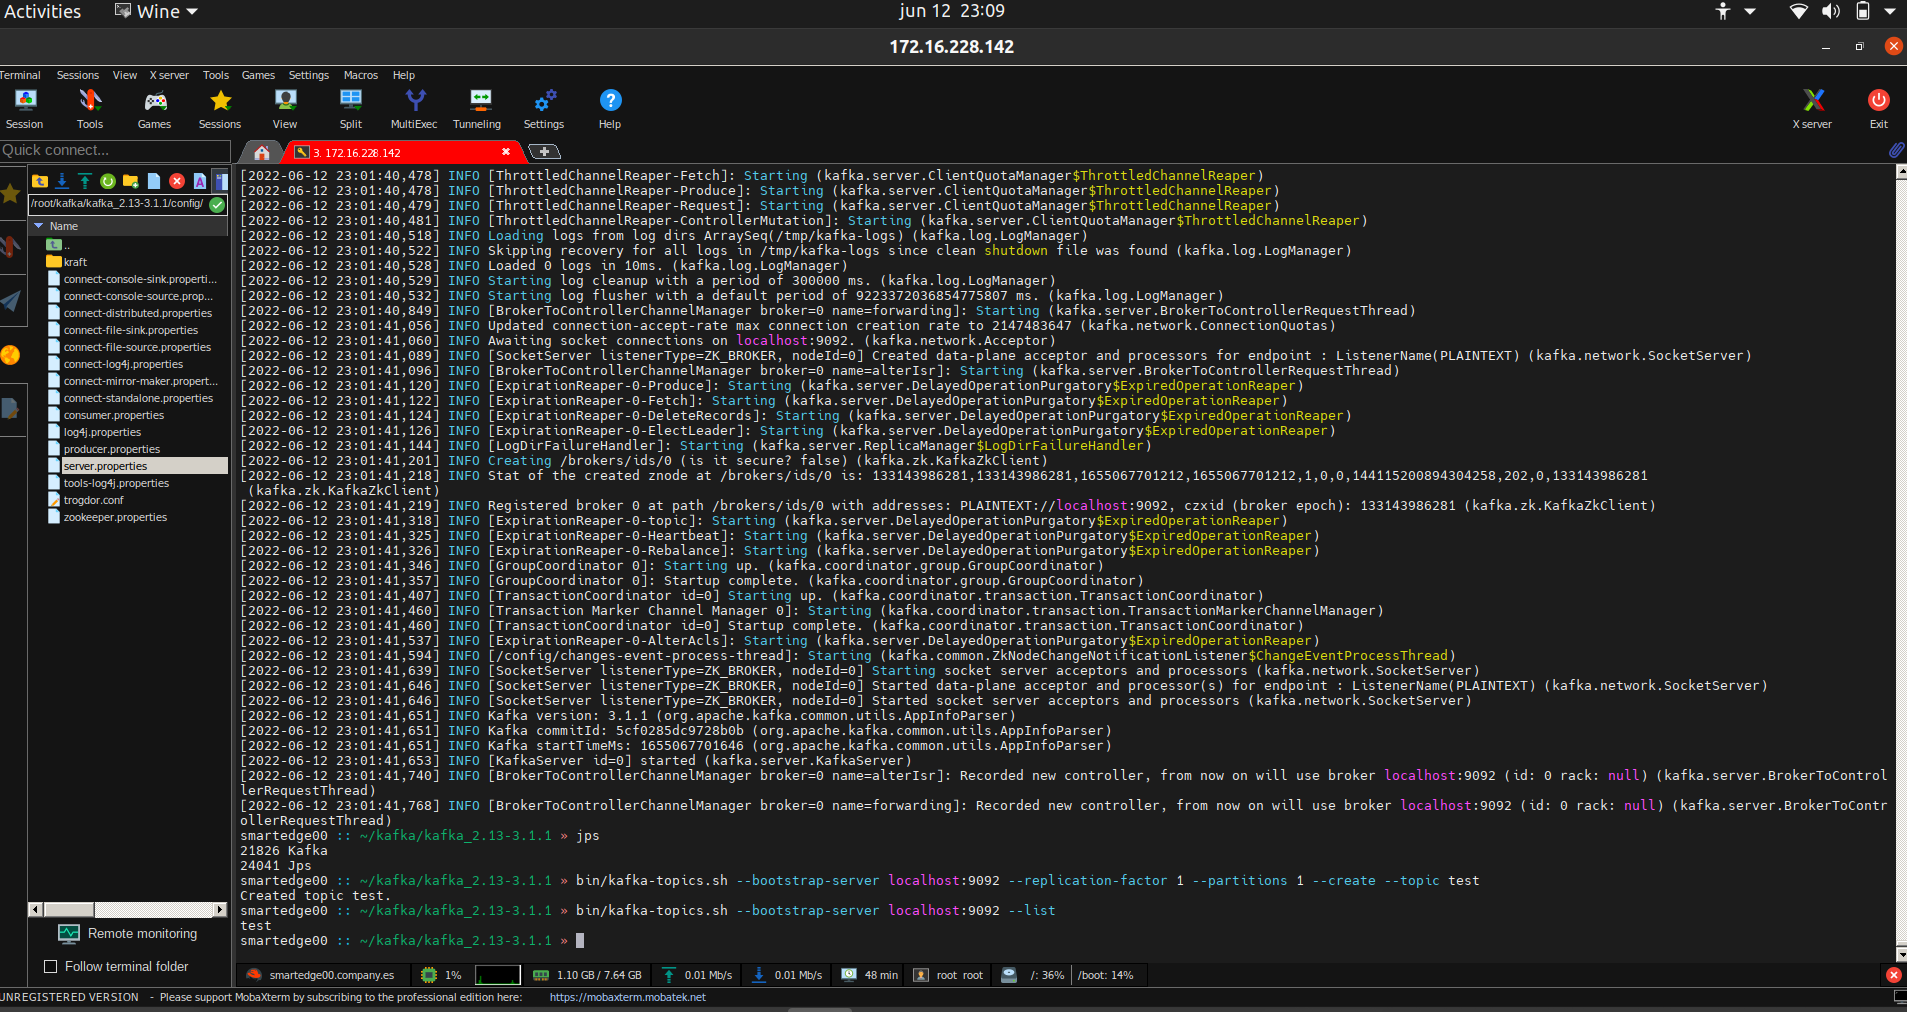 Activities
Wine
jun 12 23:09
172.16.228.142
Terminal Sessions View X server Tools Games Settings Macros Help
Session Tools Games Sessions View Split MultiExec Tunneling Settings Help X server Exit
Quick connect...
3. 172.16.228.142
/root/kafka/kafka_2.13-3.1.1/config/
Name
..
kraft
connect-console-sink.properti...
connect-console-source.prop...
connect-distributed.properties
connect-file-sink.properties
connect-file-source.properties
connect-log4j.properties
connect-mirror-maker.propert...
connect-standalone.properties
consumer.properties
log4j.properties
producer.properties
server.properties
tools-log4j.properties
trogdor.conf
zookeeper.properties
Remote monitoring
Follow terminal folder
[2022-06-12 23:01:40,478] INFO [ThrottledChannelReaper-Fetch]: Starting (kafka.server.ClientQuotaManager$ThrottledChannelReaper)
[2022-06-12 23:01:40,478] INFO [ThrottledChannelReaper-Produce]: Starting (kafka.server.ClientQuotaManager$ThrottledChannelReaper)
[2022-06-12 23:01:40,479] INFO [ThrottledChannelReaper-Request]: Starting (kafka.server.ClientQuotaManager$ThrottledChannelReaper)
[2022-06-12 23:01:40,481] INFO [ThrottledChannelReaper-ControllerMutation]: Starting (kafka.server.ClientQuotaManager$ThrottledChannelReaper)
[2022-06-12 23:01:40,518] INFO Loading logs from log dirs ArraySeq(/tmp/kafka-logs) (kafka.log.LogManager)
[2022-06-12 23:01:40,522] INFO Skipping recovery for all logs in /tmp/kafka-logs since clean shutdown file was found (kafka.log.LogManager)
[2022-06-12 23:01:40,528] INFO Loaded 0 logs in 10ms. (kafka.log.LogManager)
[2022-06-12 23:01:40,529] INFO Starting log cleanup with a period of 300000 ms. (kafka.log.LogManager)
[2022-06-12 23:01:40,532] INFO Starting log flusher with a default period of 9223372036854775807 ms. (kafka.log.LogManager)
[2022-06-12 23:01:40,849] INFO [BrokerToControllerChannelManager broker=0 name=forwarding]: Starting (kafka.server.BrokerToControllerRequestThread)
[2022-06-12 23:01:41,056] INFO Updated connection-accept-rate max connection creation rate to 2147483647 (kafka.network.ConnectionQuotas)
[2022-06-12 23:01:41,060] INFO Awaiting socket connections on localhost:9092. (kafka.network.Acceptor)
[2022-06-12 23:01:41,089] INFO [SocketServer listenerType=ZK_BROKER, nodeId=0] Created data-plane acceptor and processors for endpoint : ListenerName(PLAINTEXT) (kafka.network.SocketServer)
[2022-06-12 23:01:41,096] INFO [BrokerToControllerChannelManager broker=0 name=alterIsr]: Starting (kafka.server.BrokerToControllerRequestThread)
[2022-06-12 23:01:41,120] INFO [ExpirationReaper-0-Produce]: Starting (kafka.server.DelayedOperationPurgatory$ExpiredOperationReaper)
[2022-06-12 23:01:41,122] INFO [ExpirationReaper-0-Fetch]: Starting (kafka.server.DelayedOperationPurgatory$ExpiredOperationReaper)
[2022-06-12 23:01:41,124] INFO [ExpirationReaper-0-DeleteRecords]: Starting (kafka.server.DelayedOperationPurgatory$ExpiredOperationReaper)
[2022-06-12 23:01:41,126] INFO [ExpirationReaper-0-ElectLeader]: Starting (kafka.server.DelayedOperationPurgatory$ExpiredOperationReaper)
[2022-06-12 23:01:41,144] INFO [LogDirFailureHandler]: Starting (kafka.server.ReplicaManager$LogDirFailureHandler)
[2022-06-12 23:01:41,201] INFO Creating /brokers/ids/0 (is it secure? false) (kafka.zk.KafkaZkClient)
[2022-06-12 23:01:41,218] INFO Stat of the created znode at /brokers/ids/0 is: 133143986281,133143986281,1655067701212,1655067701212,1,0,0,144115200894304258,202,0,133143986281
(kafka.zk.KafkaZkClient)
[2022-06-12 23:01:41,219] INFO Registered broker 0 at path /brokers/ids/0 with addresses: PLAINTEXT://localhost:9092, czxid (broker epoch): 133143986281 (kafka.zk.KafkaZkClient)
[2022-06-12 23:01:41,318] INFO [ExpirationReaper-0-topic]: Starting (kafka.server.DelayedOperationPurgatory$ExpiredOperationReaper)
[2022-06-12 23:01:41,325] INFO [ExpirationReaper-0-Heartbeat]: Starting (kafka.server.DelayedOperationPurgatory$ExpiredOperationReaper)
[2022-06-12 23:01:41,326] INFO [ExpirationReaper-0-Rebalance]: Starting (kafka.server.DelayedOperationPurgatory$ExpiredOperationReaper)
[2022-06-12 23:01:41,346] INFO [GroupCoordinator 0]: Starting up. (kafka.coordinator.group.GroupCoordinator)
[2022-06-12 23:01:41,357] INFO [GroupCoordinator 0]: Startup complete. (kafka.coordinator.group.GroupCoordinator)
[2022-06-12 23:01:41,407] INFO [TransactionCoordinator id=0] Starting up. (kafka.coordinator.transaction.TransactionCoordinator)
[2022-06-12 23:01:41,460] INFO [Transaction Marker Channel Manager 0]: Starting (kafka.coordinator.transaction.TransactionMarkerChannelManager)
[2022-06-12 23:01:41,460] INFO [TransactionCoordinator id=0] Startup complete. (kafka.coordinator.transaction.TransactionCoordinator)
[2022-06-12 23:01:41,537] INFO [ExpirationReaper-0-AlterAcls]: Starting (kafka.server.DelayedOperationPurgatory$ExpiredOperationReaper)
[2022-06-12 23:01:41,594] INFO [/config/changes-event-process-thread]: Starting (kafka.common.ZkNodeChangeNotificationListener$ChangeEventProcessThread)
[2022-06-12 23:01:41,639] INFO [SocketServer listenerType=ZK_BROKER, nodeId=0] Starting socket server acceptors and processors (kafka.network.SocketServer)
[2022-06-12 23:01:41,646] INFO [SocketServer listenerType=ZK_BROKER, nodeId=0] Started data-plane acceptor and processor(s) for endpoint : ListenerName(PLAINTEXT) (kafka.network.SocketServer)
[2022-06-12 23:01:41,646] INFO [SocketServer listenerType=ZK_BROKER, nodeId=0] Started socket server acceptors and processors (kafka.network.SocketServer)
[2022-06-12 23:01:41,651] INFO Kafka version: 3.1.1 (org.apache.kafka.common.utils.AppInfoParser)
[2022-06-12 23:01:41,651] INFO Kafka commitId: 5cf0285dc9728b0b (org.apache.kafka.common.utils.AppInfoParser)
[2022-06-12 23:01:41,651] INFO Kafka startTimeMs: 1655067701646 (org.apache.kafka.common.utils.AppInfoParser)
[2022-06-12 23:01:41,653] INFO [KafkaServer id=0] started (kafka.server.KafkaServer)
[2022-06-12 23:01:41,740] INFO [BrokerToControllerChannelManager broker=0 name=alterIsr]: Recorded new controller, from now on will use broker localhost:9092 (id: 0 rack: null) (kafka.server.BrokerToControl
lerRequestThread)
[2022-06-12 23:01:41,768] INFO [BrokerToControllerChannelManager broker=0 name=forwarding]: Recorded new controller, from now on will use broker localhost:9092 (id: 0 rack: null) (kafka.server.BrokerToContr
ollerRequestThread)
smartedge00 :: ~/kafka/kafka_2.13-3.1.1 » jps
21826 Kafka
24041 Jps
smartedge00 :: ~/kafka/kafka_2.13-3.1.1 » bin/kafka-topics.sh --bootstrap-server localhost:9092 --replication-factor 1 --partitions 1 --create --topic test
Created topic test.
smartedge00 :: ~/kafka/kafka_2.13-3.1.1 » bin/kafka-topics.sh --bootstrap-server localhost:9092 --list
test
smartedge00 :: ~/kafka/kafka_2.13-3.1.1 »
smartedge00.company.es 1% 1.10 GB / 7.64 GB 0.01 Mb/s 0.01 Mb/s 48 min root root /: 36% /boot: 14%
UNREGISTERED VERSION - Please support MobaXterm by subscribing to the professional edition here: https://mobaxterm.mobatek.net